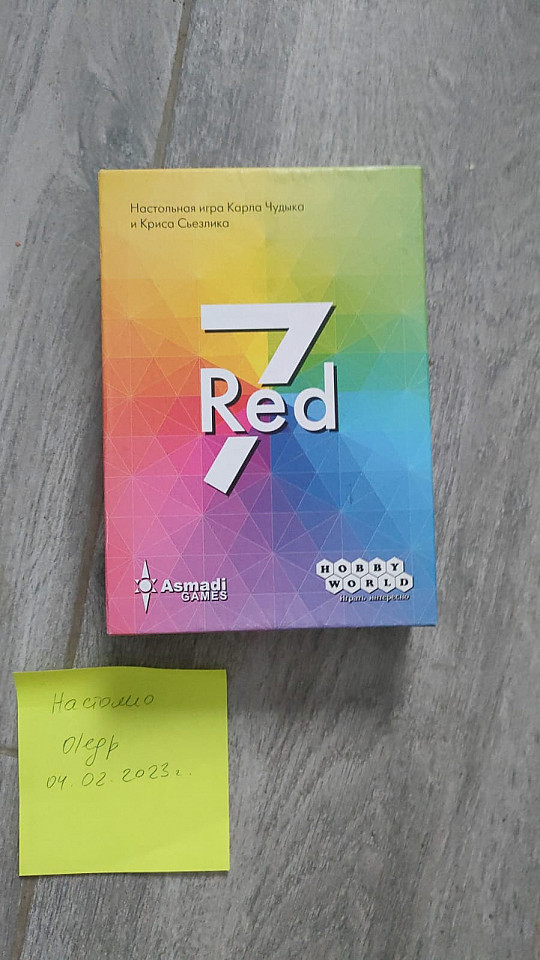 Настольная игра Карла Чудыка
и Криса Сьезлика
7
Red
Asmadi
GAMES
HOBBY
WORLD
Играть интересно
Настолио
04.02.2023г.